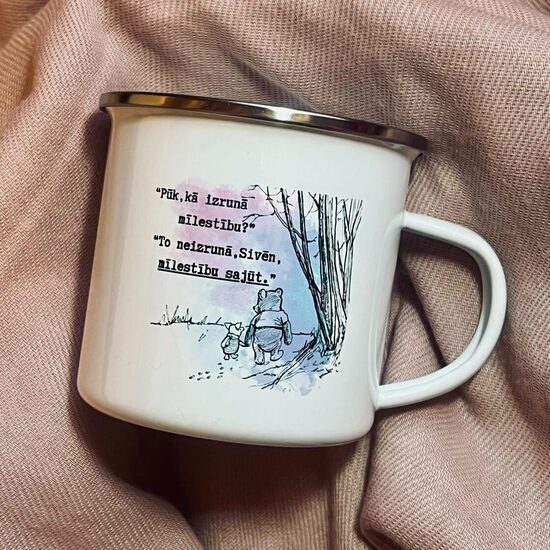 “Pūk,kā izrunā
mīlestību?”
“To neizrunā,Sivēn,
mīlestību sajūt.”